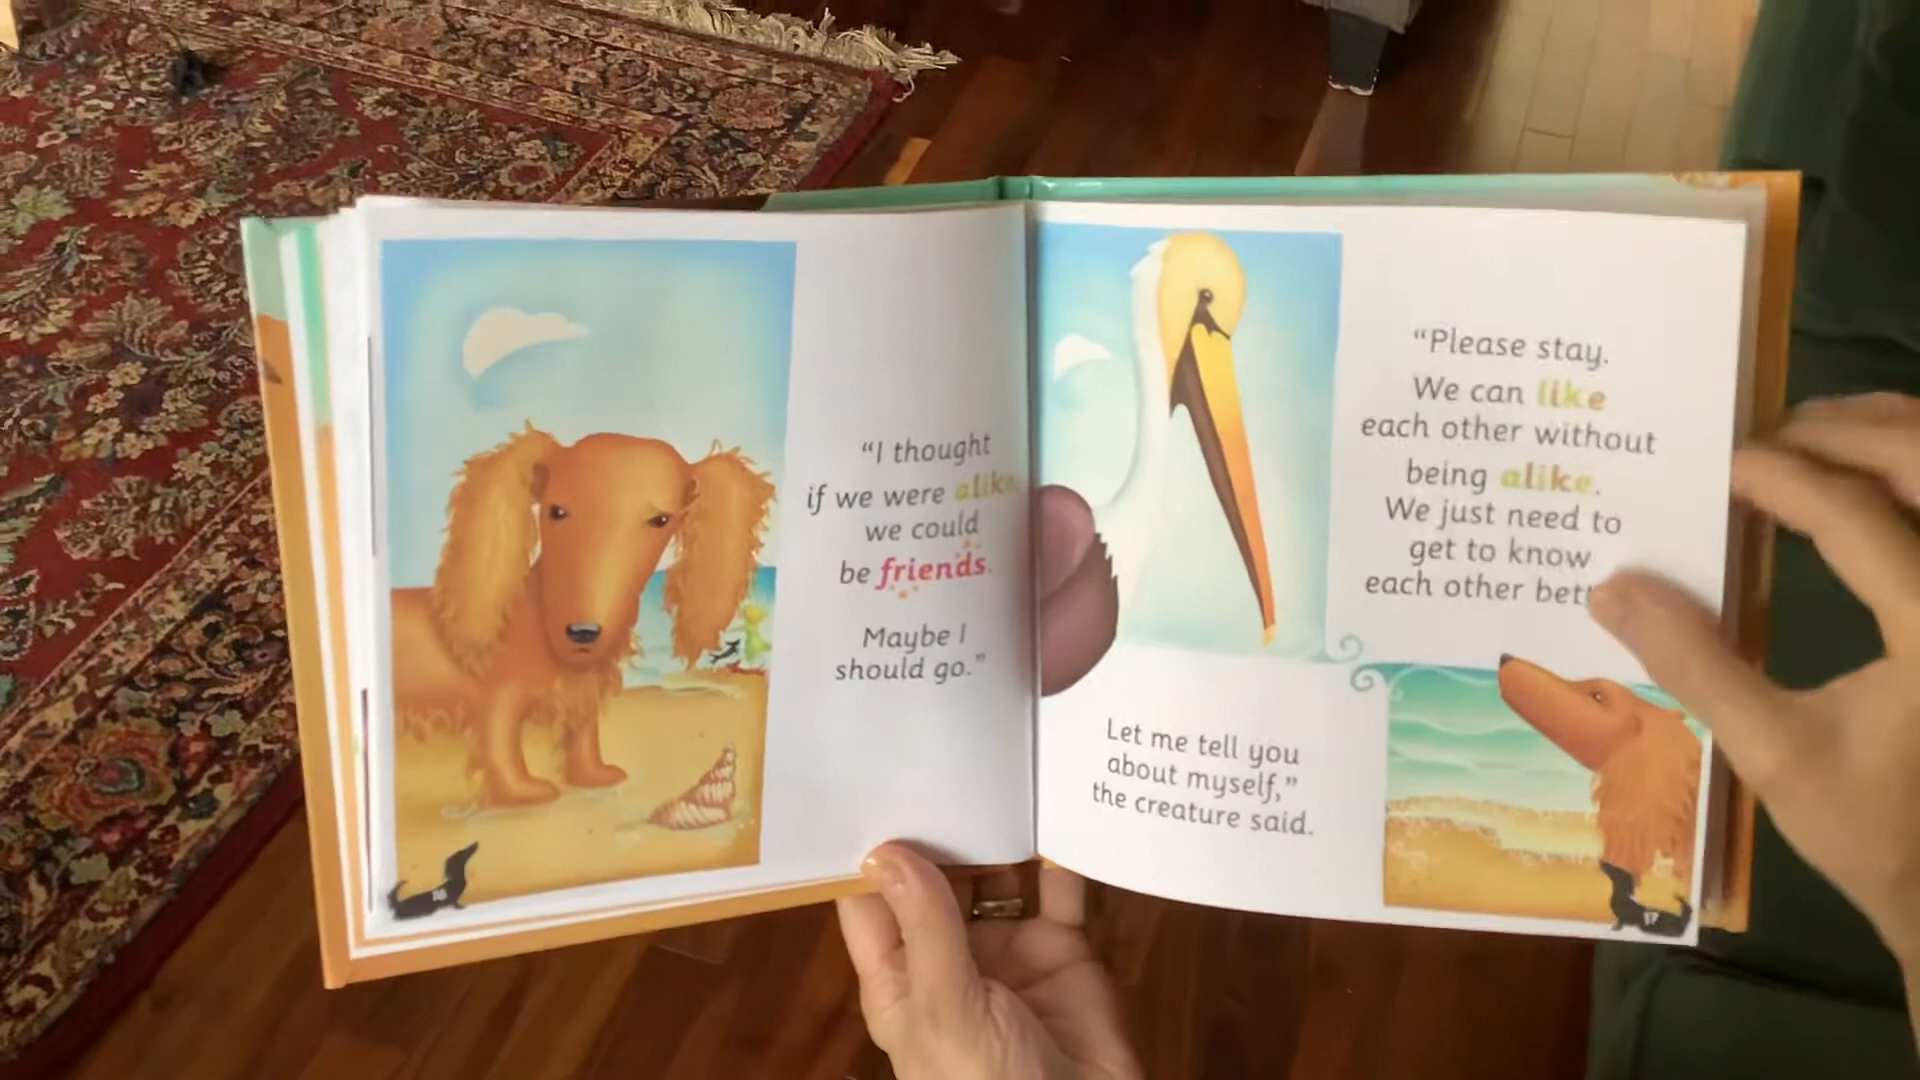 “I thought
if we were alike
we could
be friends.
Maybe I
should go.”
“Please stay.
We can like
each other without
being alike.
We just need to
get to know
each other
Let me tell you
about myself,”
the creature said.
17